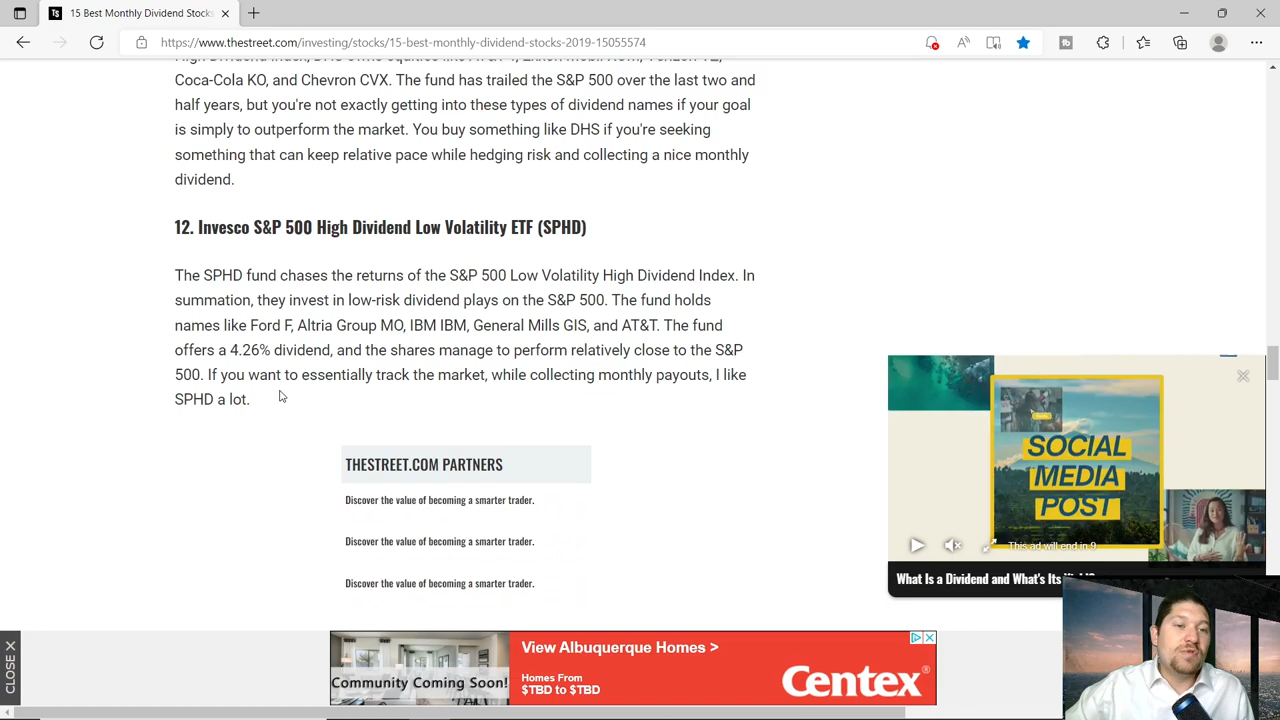 15 Best Monthly Dividend Stocks
https://www.thestreet.com/investing/stocks/15-best-monthly-dividend-stocks-2019-15055574
Coca-Cola KO, and Chevron CVX. The fund has trailed the S&P 500 over the last two and
half years, but you're not exactly getting into these types of dividend names if your goal
is simply to outperform the market. You buy something like DHS if you're seeking
something that can keep relative pace while hedging risk and collecting a nice monthly
dividend.
12. Invesco S&P 500 High Dividend Low Volatility ETF (SPHD)
The SPHD fund chases the returns of the S&P 500 Low Volatility High Dividend Index. In
summation, they invest in low-risk dividend plays on the S&P 500. The fund holds
names like Ford F, Altria Group MO, IBM IBM, General Mills GIS, and AT&T. The fund
offers a 4.26% dividend, and the shares manage to perform relatively close to the S&P
500. If you want to essentially track the market, while collecting monthly payouts, I like
SPHD a lot.
THESTREET.COM PARTNERS
Discover the value of becoming a smarter trader.
Discover the value of becoming a smarter trader.
Discover the value of becoming a smarter trader.
SOCIAL
MEDIA
POST
This ad will end in 9
What Is a Dividend and What's Its
CLOSE X
Community Coming Soon!
View Albuquerque Homes >
Homes From
$TBD to $TBD
Centex®